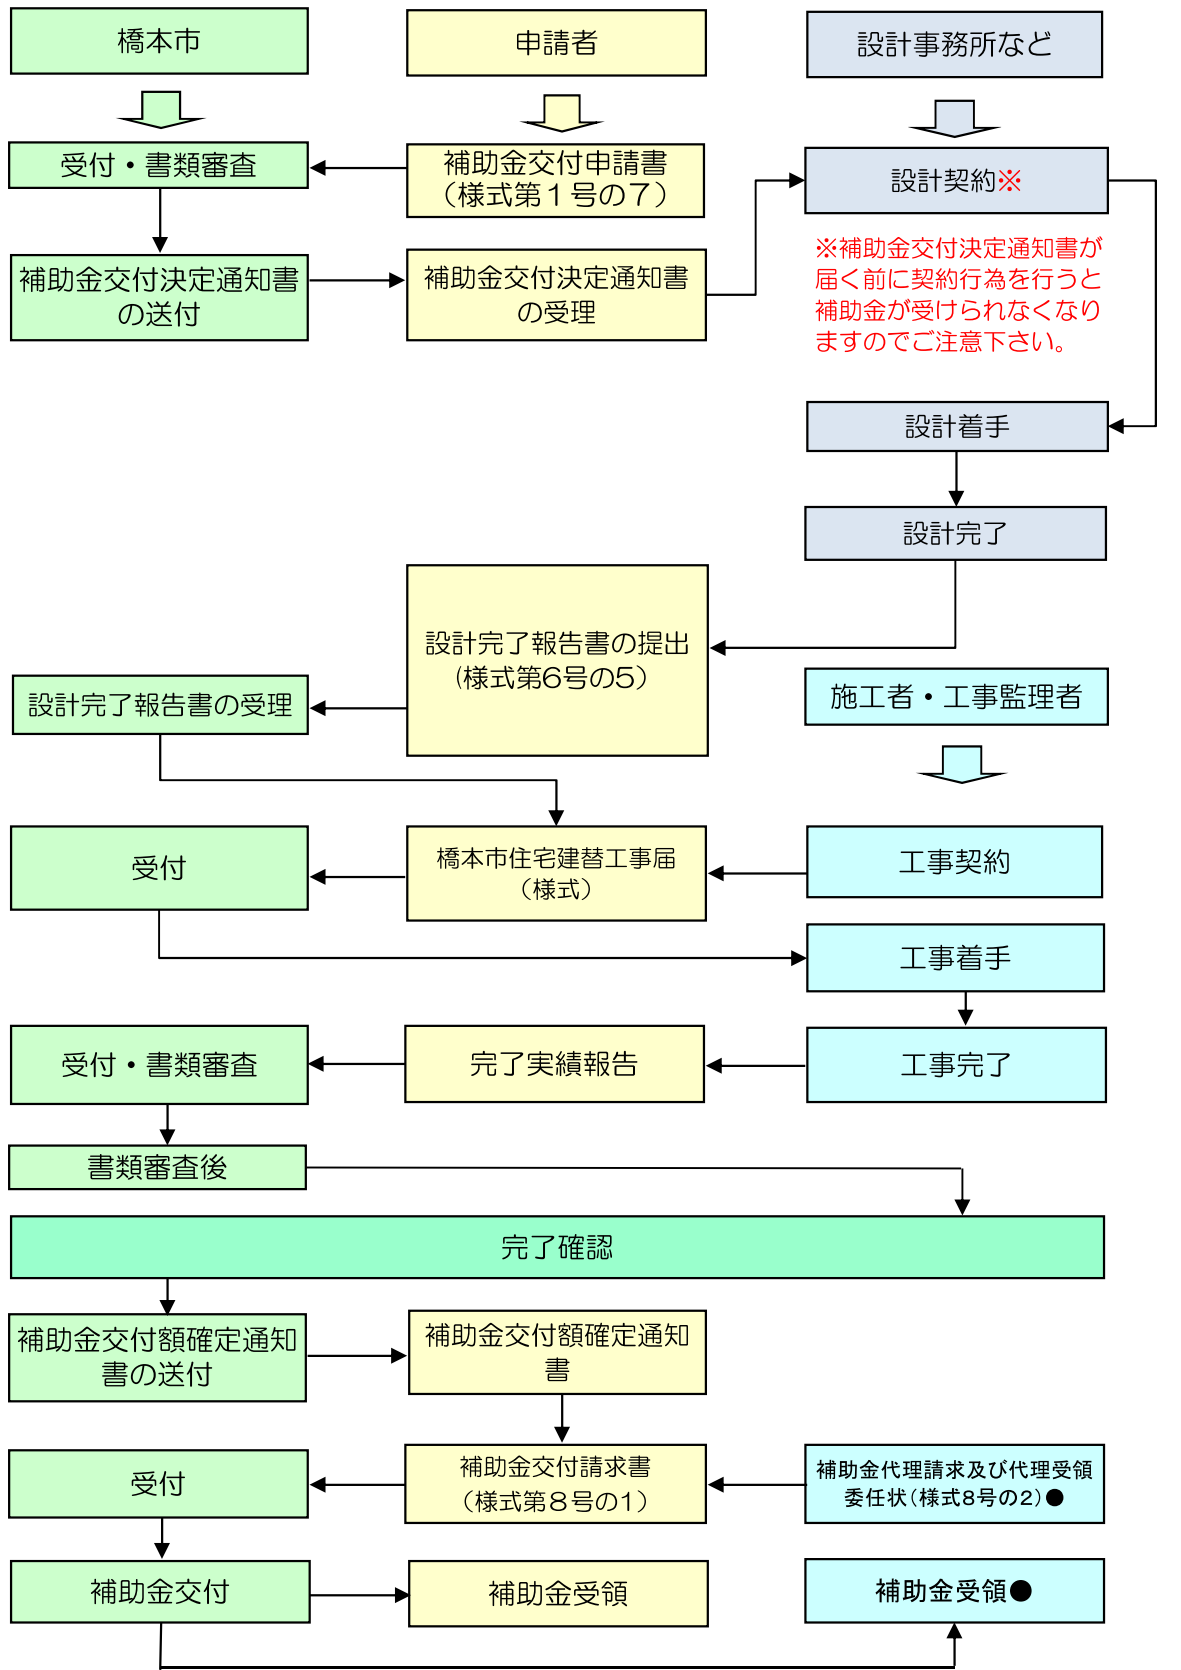 橋本市
申請者
設計事務所など
受付・書類審査
補助金交付申請書
（様式第１号の７）
設計契約※
補助金交付決定通知書
の送付
補助金交付決定通知書
の受理
※補助金交付決定通知書が
届く前に契約行為を行うと
補助金が受けられなくなり
ますのでご注意下さい。
設計着手
設計完了
設計完了報告書の提出
(様式第6号の5）
設計完了報告書の受理
施工者・工事監理者
受付
橋本市住宅建替工事届
（様式）
工事契約
工事着手
受付・書類審査
完了実績報告
工事完了
書類審査後
完了確認
補助金交付額確定通知
書の送付
補助金交付額確定通知
書
受付
補助金交付請求書
（様式第８号の1）
補助金代理請求及び代理受領
委任状（様式8号の2）●
補助金交付
補助金受領
補助金受領●